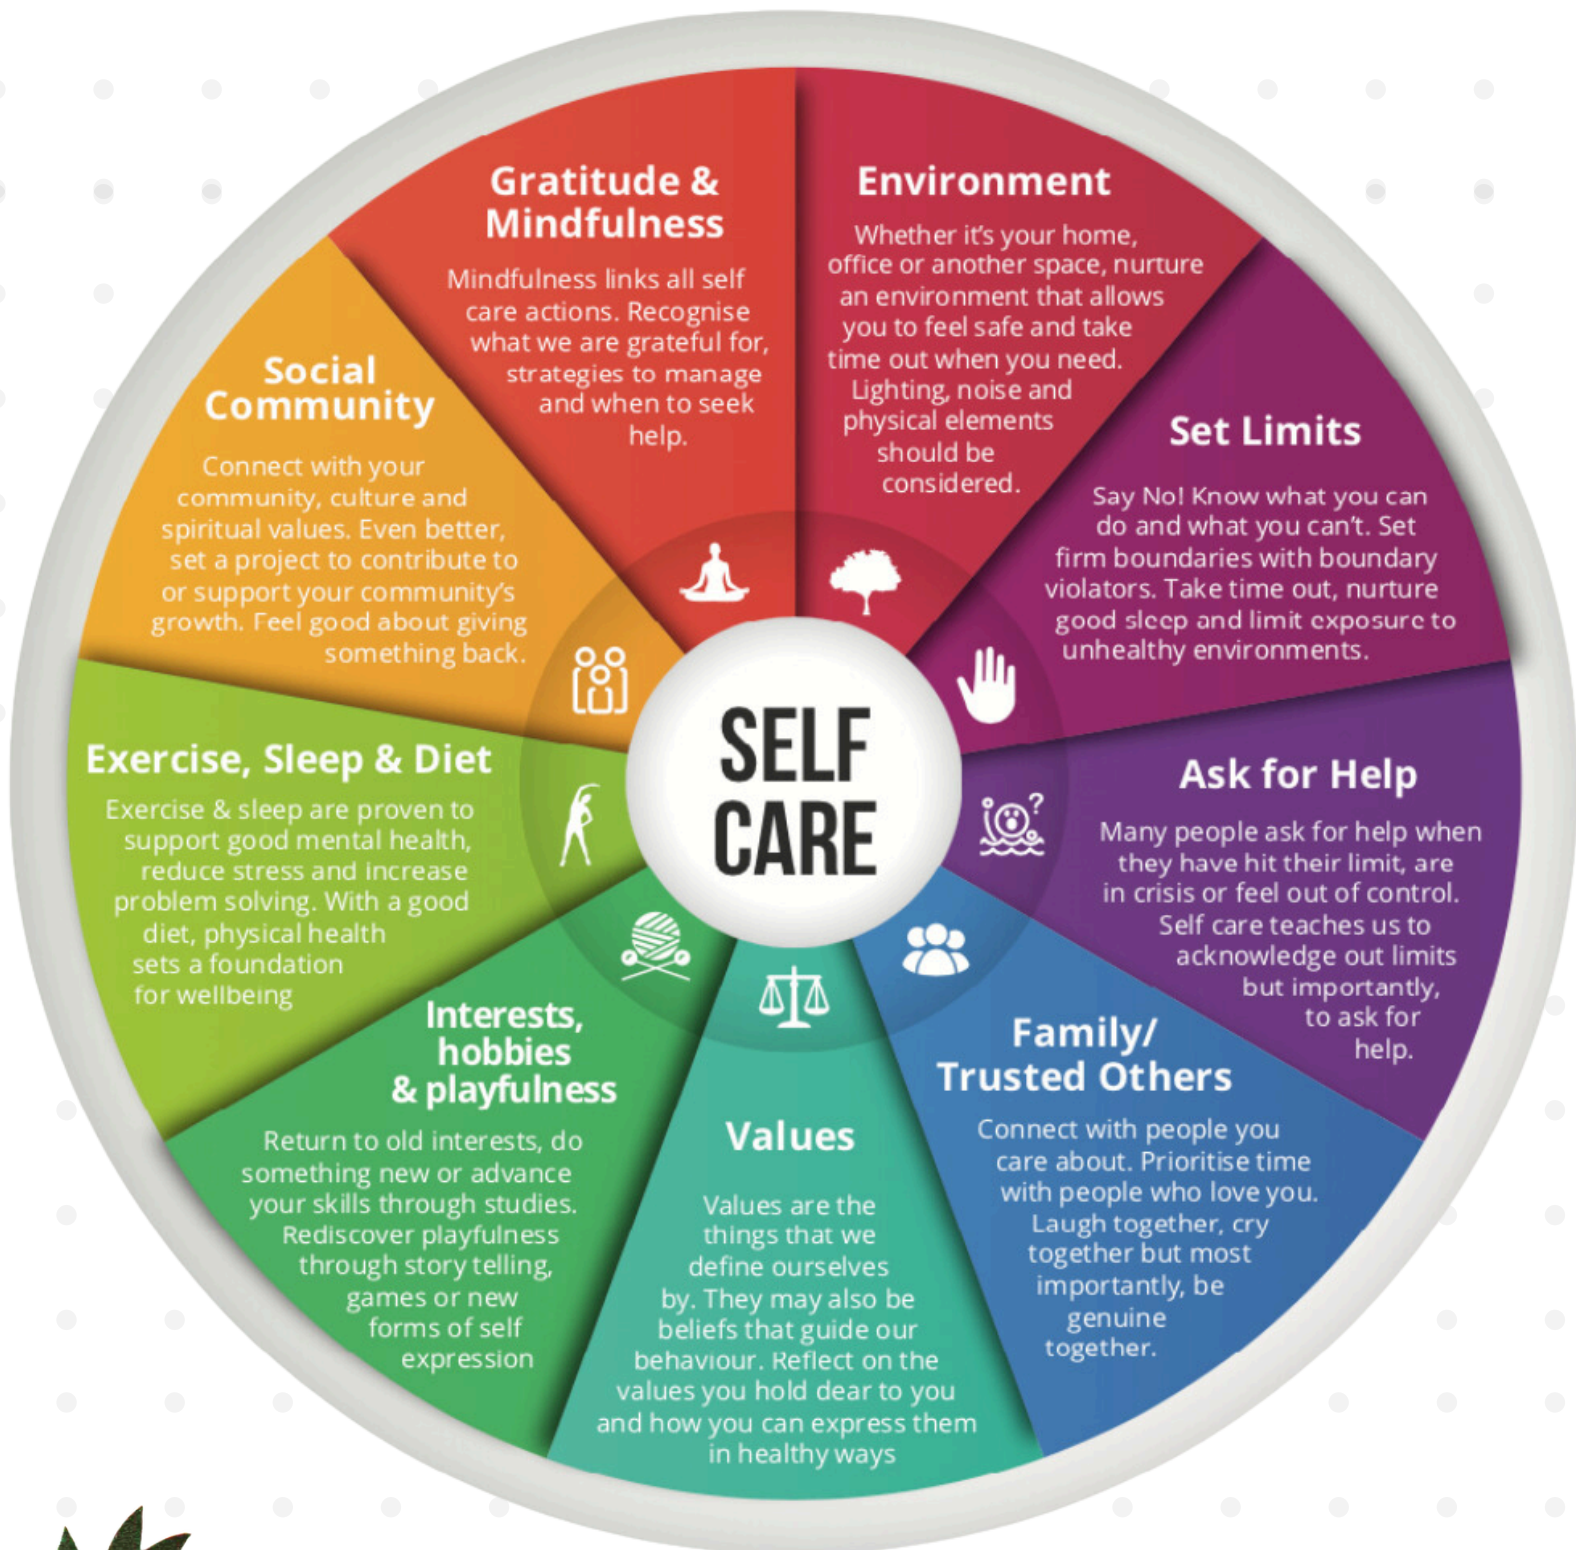 Gratitude &
Mindfulness
Mindfulness links all self
care actions. Recognise
what we are grateful for,
strategies to manage
and when to seek
help.
Environment
Whether it's your home,
office or another space, nurture
an environment that allows
you to feel safe and take
time out when you need.
Lighting, noise and
physical elements
should be
considered.
Set Limits
Say No! Know what you can
do and what you can't. Set
firm boundaries with boundary
violators. Take time out, nurture
good sleep and limit exposure to
unhealthy environments.
Ask for Help
Many people ask for help when
they have hit their limit, are
in crisis or feel out of control.
Self care teaches us to
acknowledge out limits
but importantly,
to ask for
help.
Family/
Trusted Others
Connect with people you
care about. Prioritise time
with people who love you.
Laugh together, cry
together but most
importantly, be
genuine
together.
Values
Values are the
things that we
define ourselves
by. They may also be
beliefs that guide our
behaviour. Reflect on the
values you hold dear to you
and how you can express them
in healthy ways
Interests,
hobbies
& playfulness
Return to old interests, do
something new or advance
your skills through studies.
Rediscover playfulness
through story telling,
games or new
forms of self
expression
Exercise, Sleep & Diet
Exercise & sleep are proven to
support good mental health,
reduce stress and increase
problem solving. With a good
diet, physical health
sets a foundation
for wellbeing
Social
Community
Connect with your
community, culture and
spiritual values. Even better,
set a project to contribute to
or support your community's
growth. Feel good about giving
something back.
SELF
CARE
?